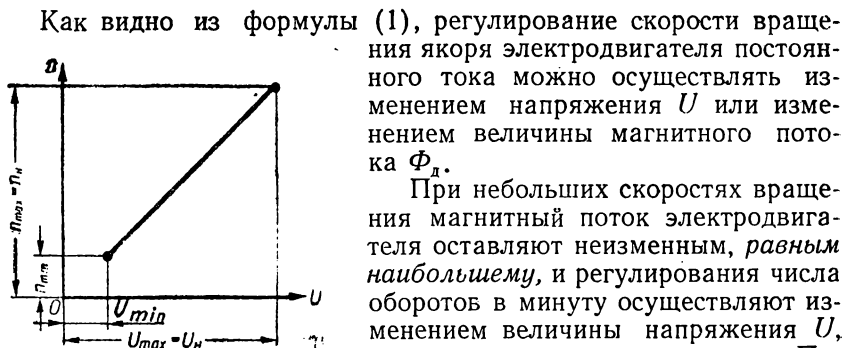 Как видно из формулы (1), регулирование скорости враще-
ния якоря электродвигателя постоян-
ного тока можно осуществлять из-
менением напряжения U или изме-
нением величины магнитного пото-
ка Фд.
При небольших скоростях враще-
ния магнитный поток электродвига-
теля оставляют неизменным, равным
наибольшему, и регулирования числа
оборотов в минуту осуществляют из-
менением величины напряжения U,
n
nmax=nн
nmin
0
Umin
U
Umax=Uн